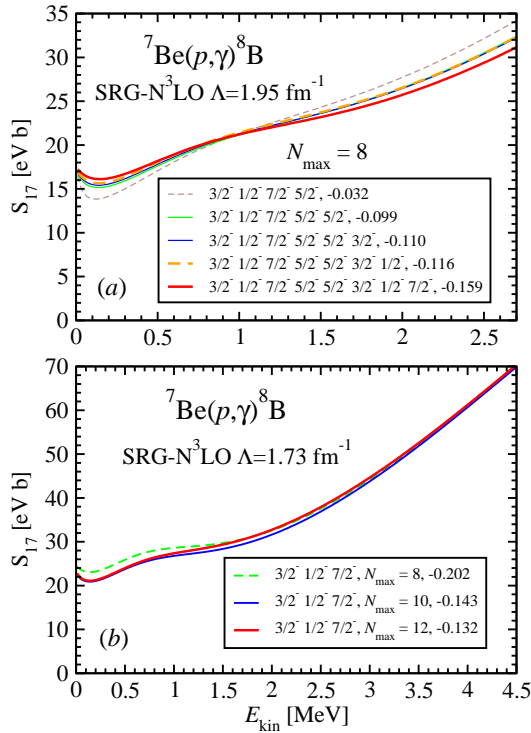 35
30
25
20
15
10
5
0
S₁₇ [eV b]
⁷Be(p,γ)⁸B
SRG-N³LO Λ=1.95 fm⁻¹
N_max = 8
3/2⁻ 1/2⁻ 7/2⁻ 5/2⁻, -0.032
3/2⁻ 1/2⁻ 7/2⁻ 5/2⁻ 5/2⁻, -0.099
3/2⁻ 1/2⁻ 7/2⁻ 5/2⁻ 5/2⁻ 3/2⁻, -0.110
3/2⁻ 1/2⁻ 7/2⁻ 5/2⁻ 5/2⁻ 3/2⁻ 1/2⁻, -0.116
3/2⁻ 1/2⁻ 7/2⁻ 5/2⁻ 5/2⁻ 3/2⁻ 1/2⁻ 7/2⁻, -0.159
(a)
0 0.5 1 1.5 2 2.5
70
60
50
40
30
20
10
0
S₁₇ [eV b]
⁷Be(p,γ)⁸B
SRG-N³LO Λ=1.73 fm⁻¹
3/2⁻ 1/2⁻ 7/2⁻, N_max = 8, -0.202
3/2⁻ 1/2⁻ 7/2⁻, N_max = 10, -0.143
3/2⁻ 1/2⁻ 7/2⁻, N_max = 12, -0.132
(b)
0 0.5 1 1.5 2 2.5 3 3.5 4 4.5
E_kin [MeV]